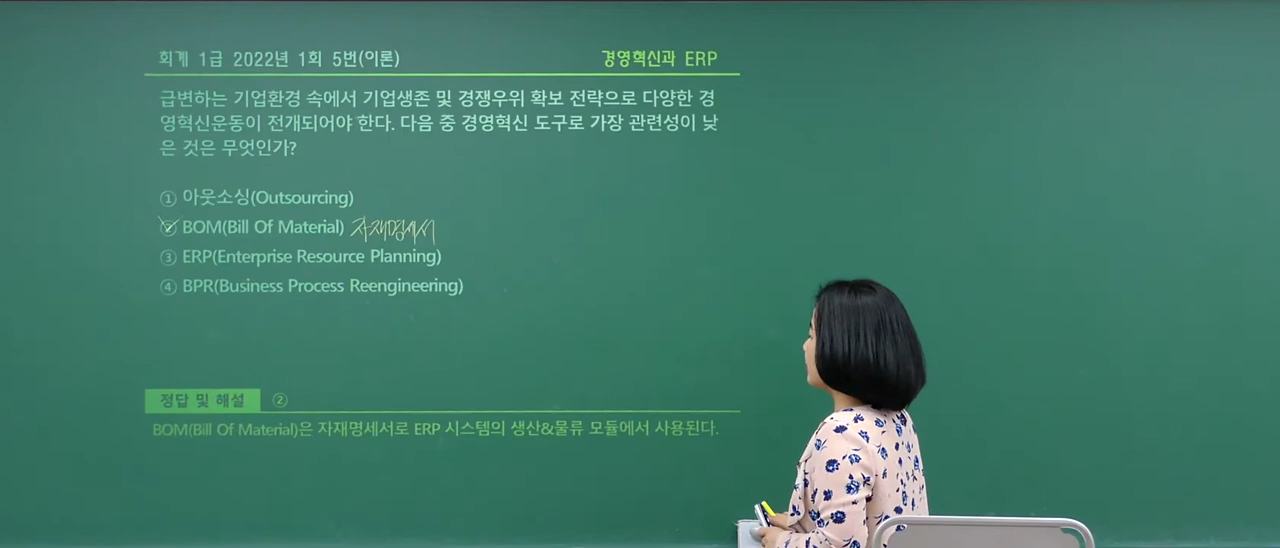 회계 1급 2022년 1회 5번(이론) 경영혁신과 ERP
급변하는 기업환경 속에서 기업생존 및 경쟁우위 확보 전략으로 다양한 경
영혁신운동이 전개되어야 한다. 다음 중 경영혁신 도구로 가장 관련성이 낮
은 것은 무엇인가?
① 아웃소싱(Outsourcing)
② BOM(Bill Of Material) 자재명세서
③ ERP(Enterprise Resource Planning)
④ BPR(Business Process Reengineering)
정답 및 해설 ②
BOM(Bill Of Material)은 자재명세서로 ERP 시스템의 생산&물류 모듈에서 사용된다.